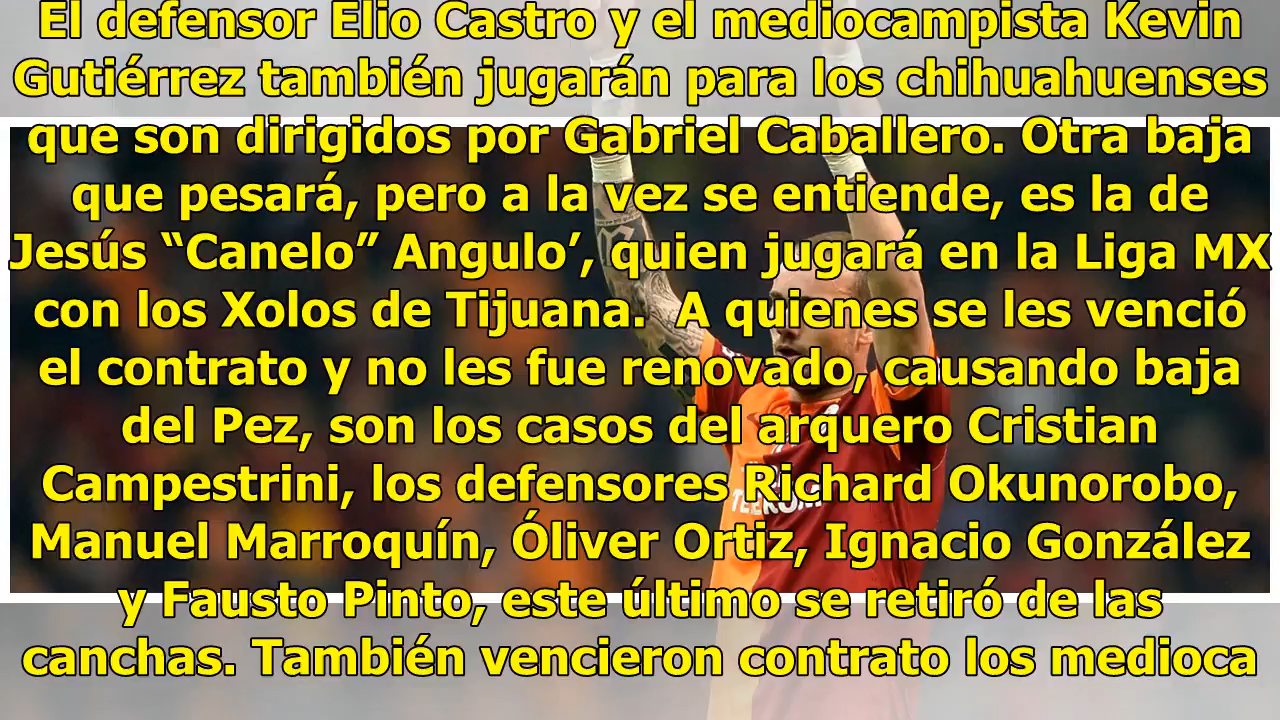 El defensor Elio Castro y el mediocampista Kevin
Gutiérrez también jugarán para los chihuahuenses
que son dirigidos por Gabriel Caballero. Otra baja
que pesará, pero a la vez se entiende, es la de
Jesús “Canelo” Angulo’, quien jugará en la Liga MX
con los Xolos de Tijuana.  A quienes se les venció
el contrato y no les fue renovado, causando baja
del Pez, son los casos del arquero Cristian
Campestrini, los defensores Richard Okunorobo,
Manuel Marroquín, Óliver Ortiz, Ignacio González
y Fausto Pinto, este último se retiró de las
canchas. También vencieron contrato los medioca